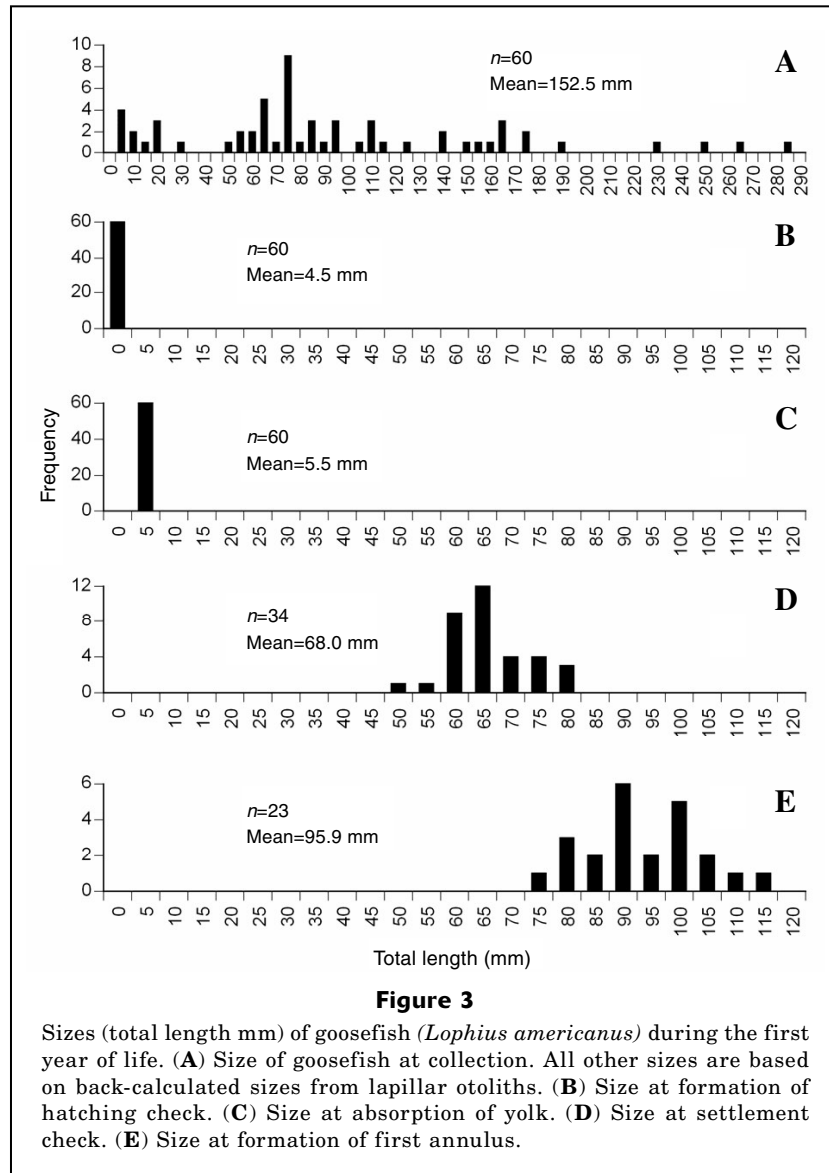 10
8
6
4
2
0
n=60
Mean=152.5 mm
A
0 10 20 30 40 50 60 70 80 90 100 110 120 130 140 150 160 170 180 190 200 210 220 230 240 250 260 270 280 290
60
40
20
0
n=60
Mean=4.5 mm
B
0 5 10 15 20 25 30 35 40 45 50 55 60 65 70 75 80 85 90 95 100 105 110 115 120
Frequency
60
40
20
0
n=60
Mean=5.5 mm
C
0 5 10 15 20 25 30 35 40 45 50 55 60 65 70 75 80 85 90 95 100 105 110 115 120
12
8
4
0
n=34
Mean=68.0 mm
D
0 5 10 15 20 25 30 35 40 45 50 55 60 65 70 75 80 85 90 95 100 105 110 115 120
6
4
2
0
n=23
Mean=95.9 mm
E
0 5 10 15 20 25 30 35 40 45 50 55 60 65 70 75 80 85 90 95 100 105 110 115 120
Total length (mm)
Figure 3
Sizes (total length mm) of goosefish (Lophius americanus) during the first
year of life. (A) Size of goosefish at collection. All other sizes are based
on back-calculated sizes from lapillar otoliths. (B) Size at formation of
hatching check. (C) Size at absorption of yolk. (D) Size at settlement
check. (E) Size at formation of first annulus.